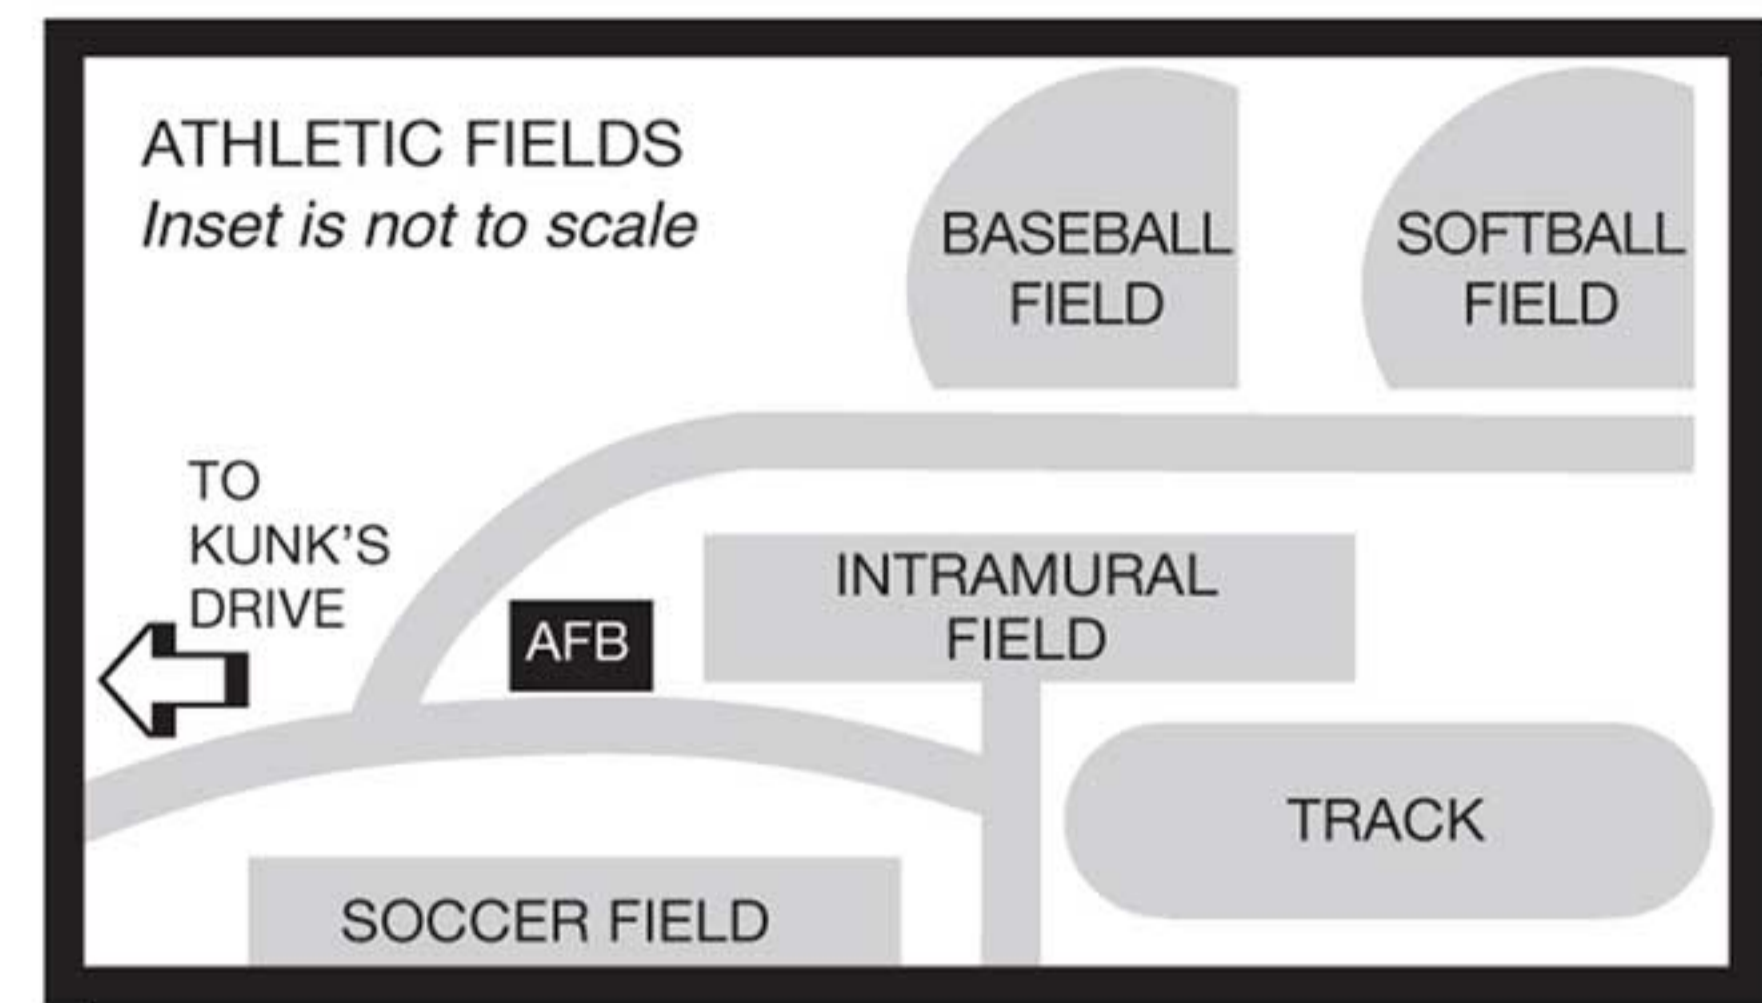 ATHLETIC FIELDS
Inset is not to scale
BASEBALL
FIELD
SOFTBALL
FIELD
TO
KUNK'S
DRIVE
AFB
INTRAMURAL
FIELD
TRACK
SOCCER FIELD